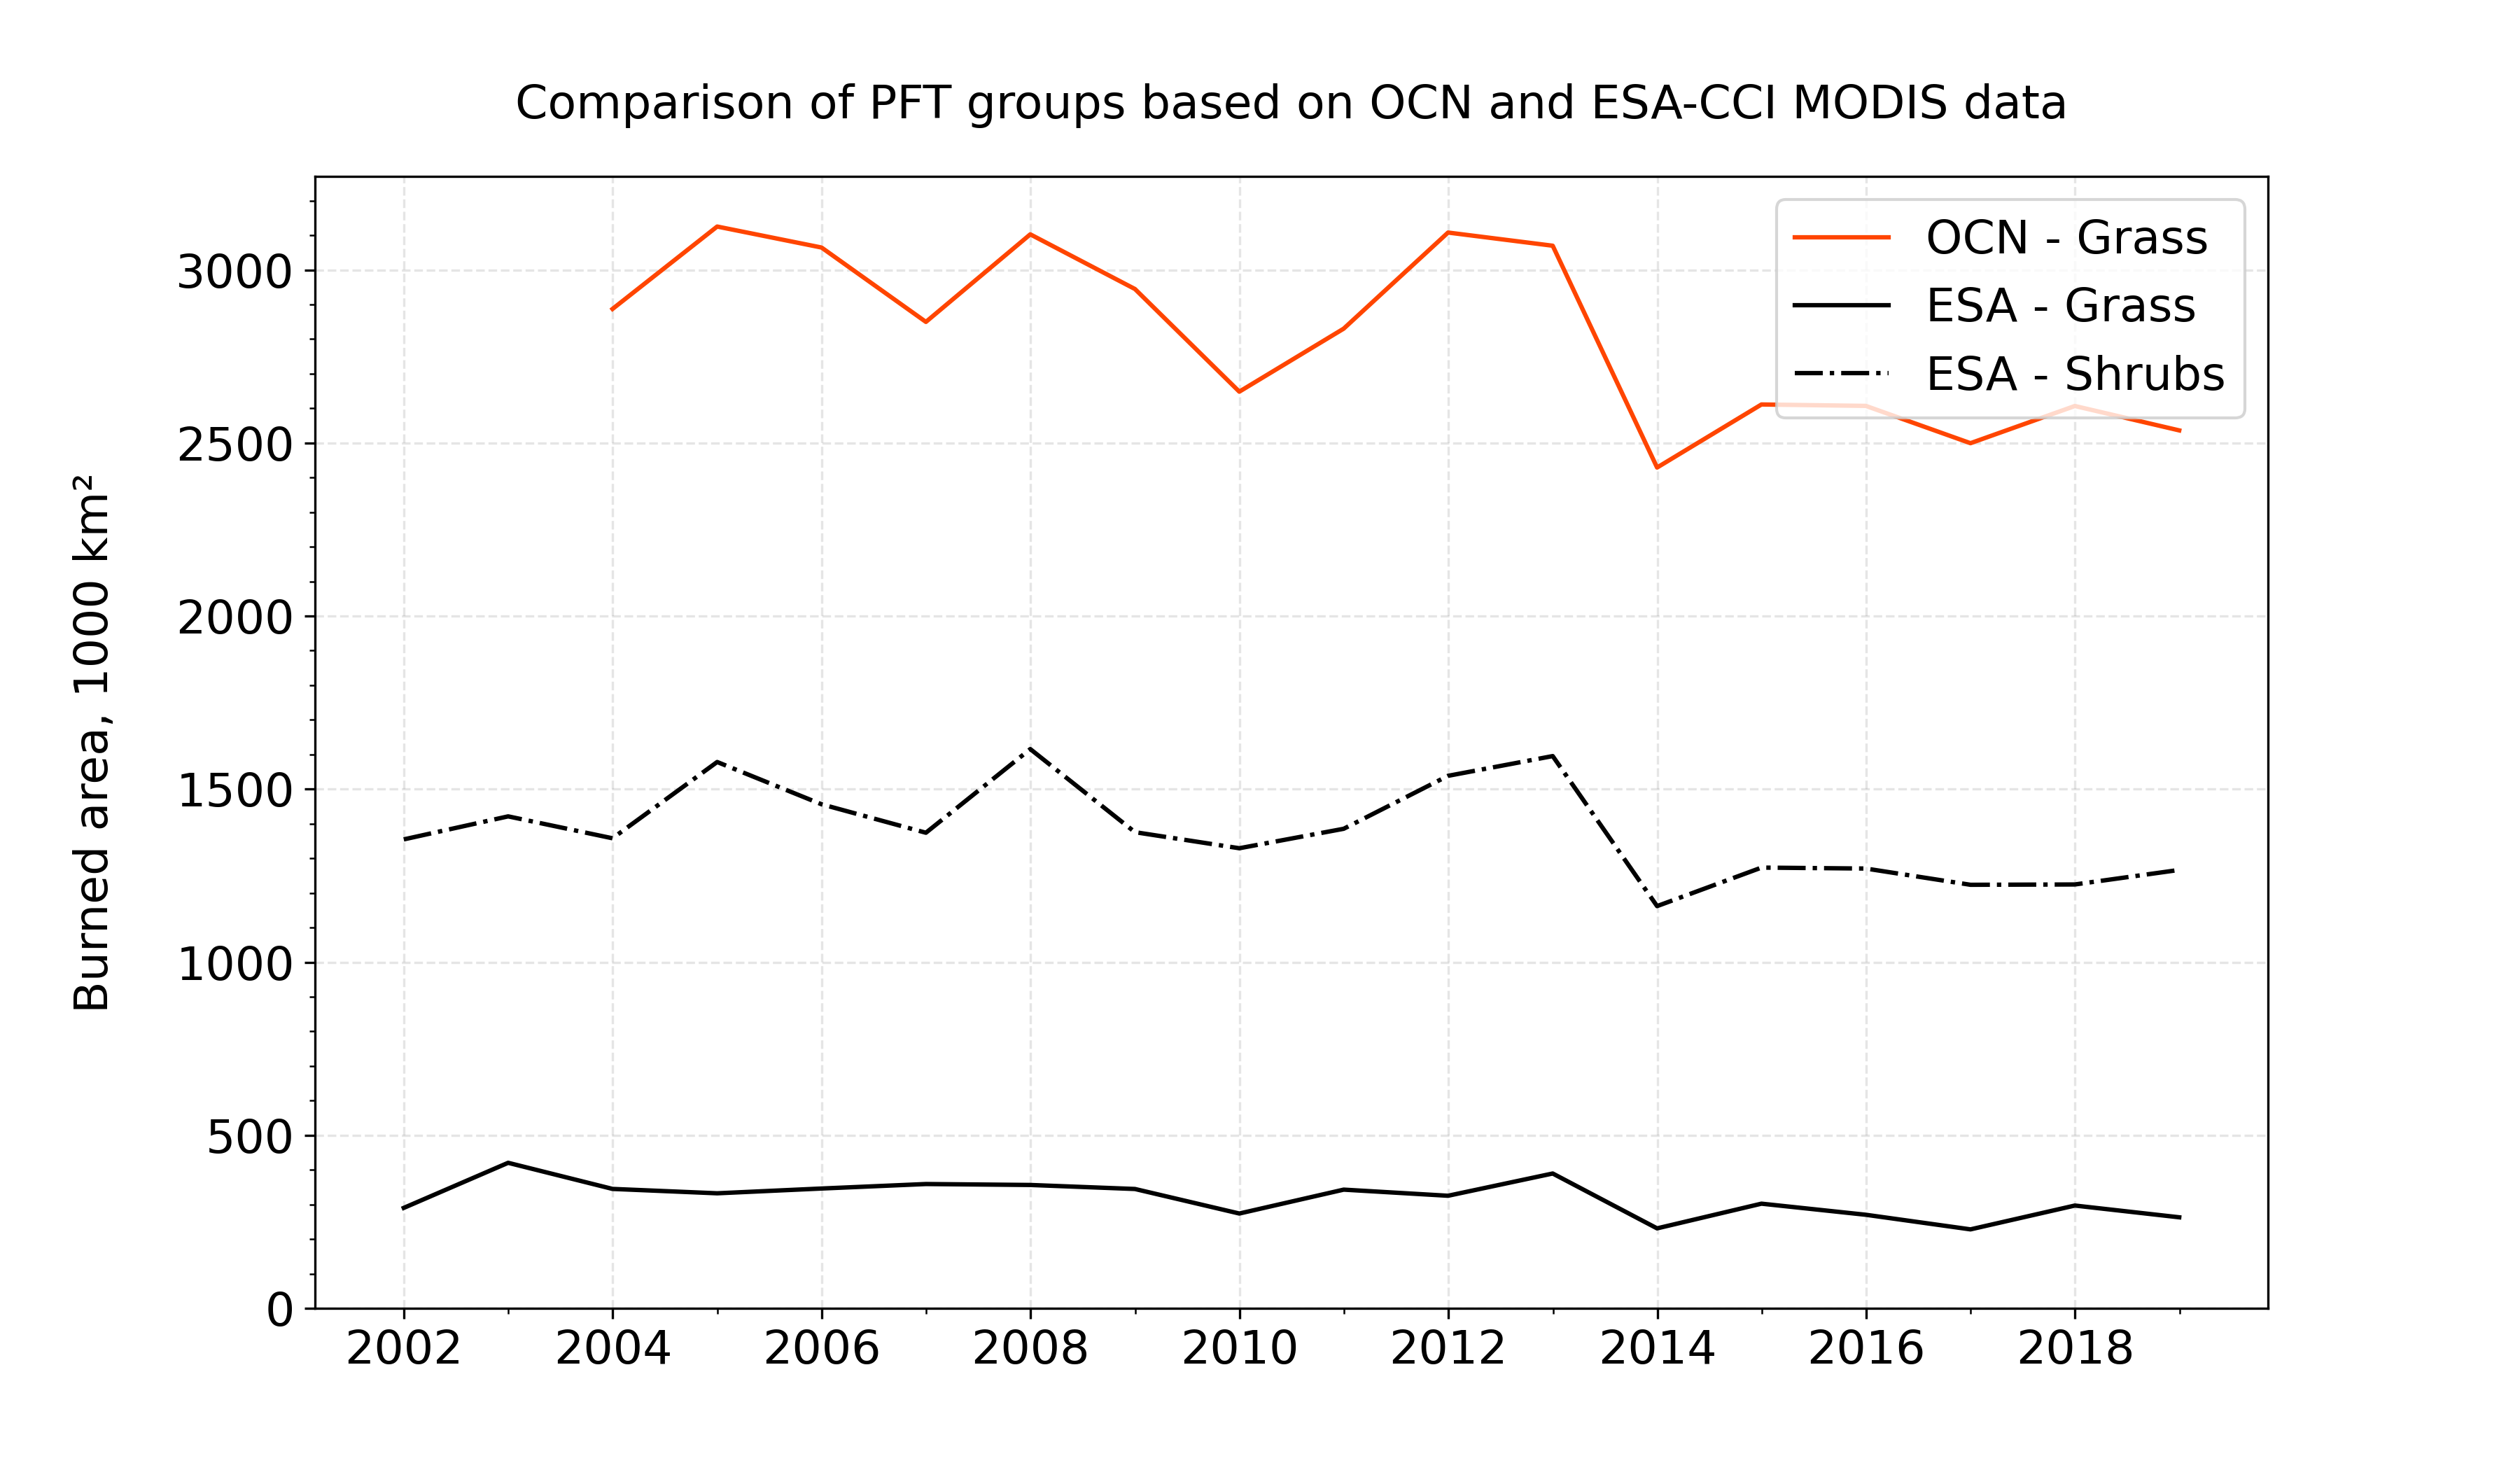 Comparison of PFT groups based on OCN and ESA-CCI MODIS data
OCN - Grass
ESA - Grass
ESA - Shrubs
Burned area, 1000 km²
3000
2500
2000
1500
1000
500
0
2002 2004 2006 2008 2010 2012 2014 2016 2018